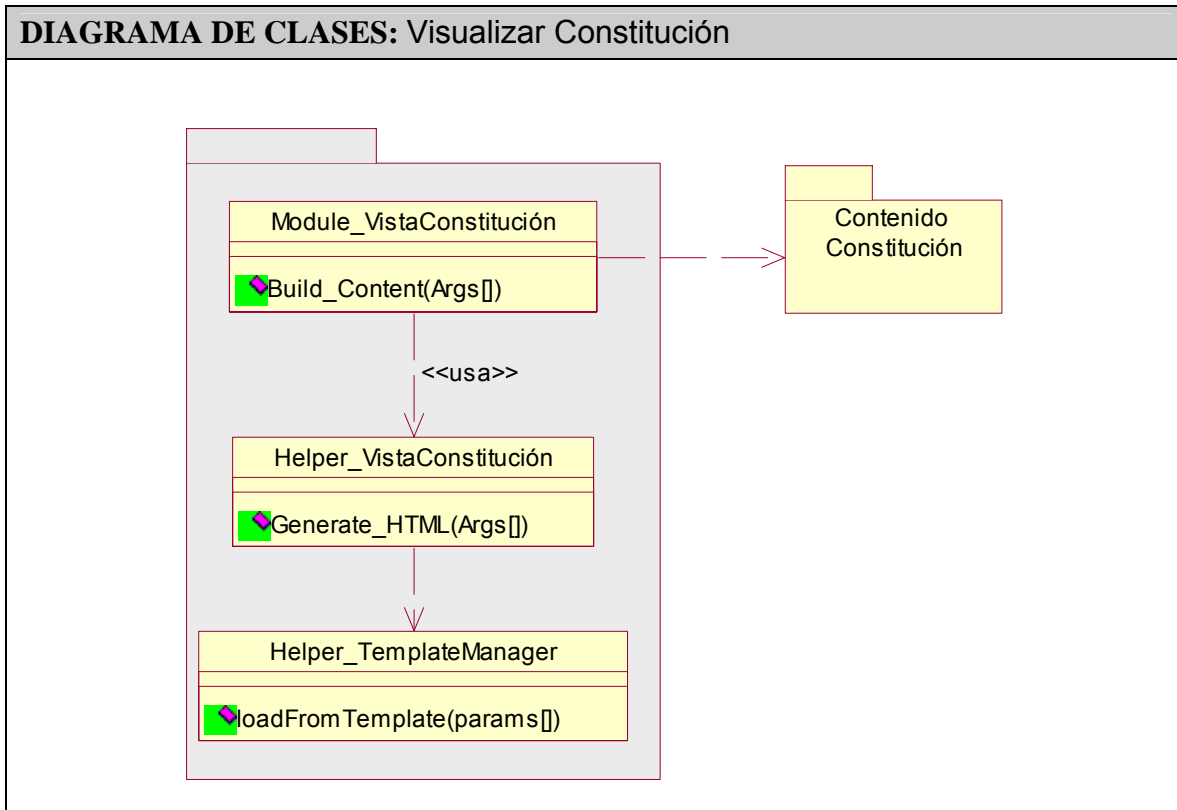 DIAGRAMA DE CLASES: Visualizar Constitución
Module_VistaConstitución
Build_Content(Args[])
Contenido
Constitución
<<usa>>
Helper_VistaConstitución
Generate_HTML(Args[])
Helper_TemplateManager
loadFromTemplate(params[])